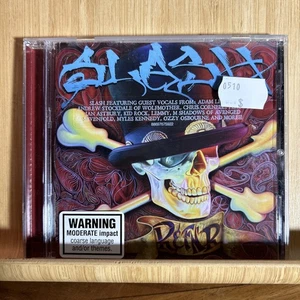 SLASH
SLASH FEATURING GUEST VOCALS FROM: ADAM
ANDREW STOCKDALE OF WOLFMOTHER, CHRIS CORNELL
IAN ASTBURY, KID ROCK, LEMMY, M SHADOWS OF AVENGED
SEVENFOLD, MYLES KENNEDY, OZZY OSBOURNE AND MORE!
0910
$
WARNING
MODERATE impact
coarse language
and/or themes